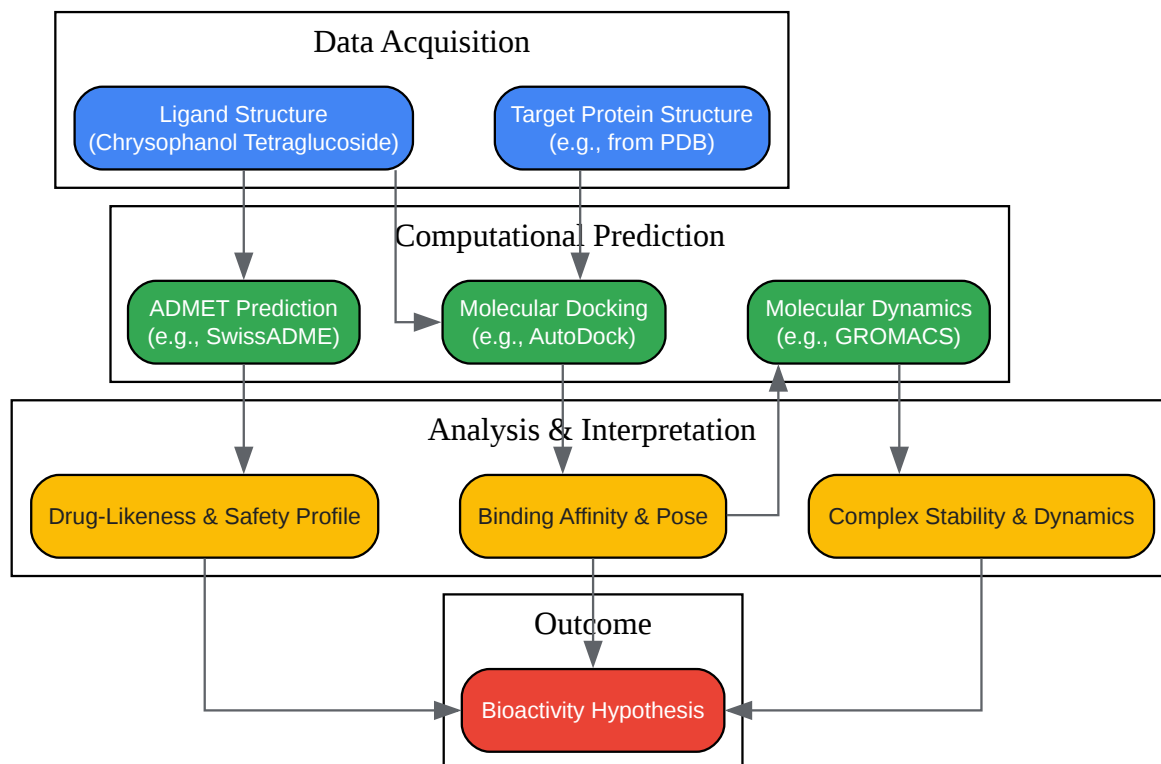 Data Acquisition
Ligand Structure
(Chrysophanol Tetraglucoside)
Target Protein Structure
(e.g., from PDB)
Computational Prediction
ADMET Prediction
(e.g., SwissADME)
Molecular Docking
(e.g., AutoDock)
Molecular Dynamics
(e.g., GROMACS)
Analysis & Interpretation
Drug-Likeness & Safety Profile
Binding Affinity & Pose
Complex Stability & Dynamics
Outcome
Bioactivity Hypothesis